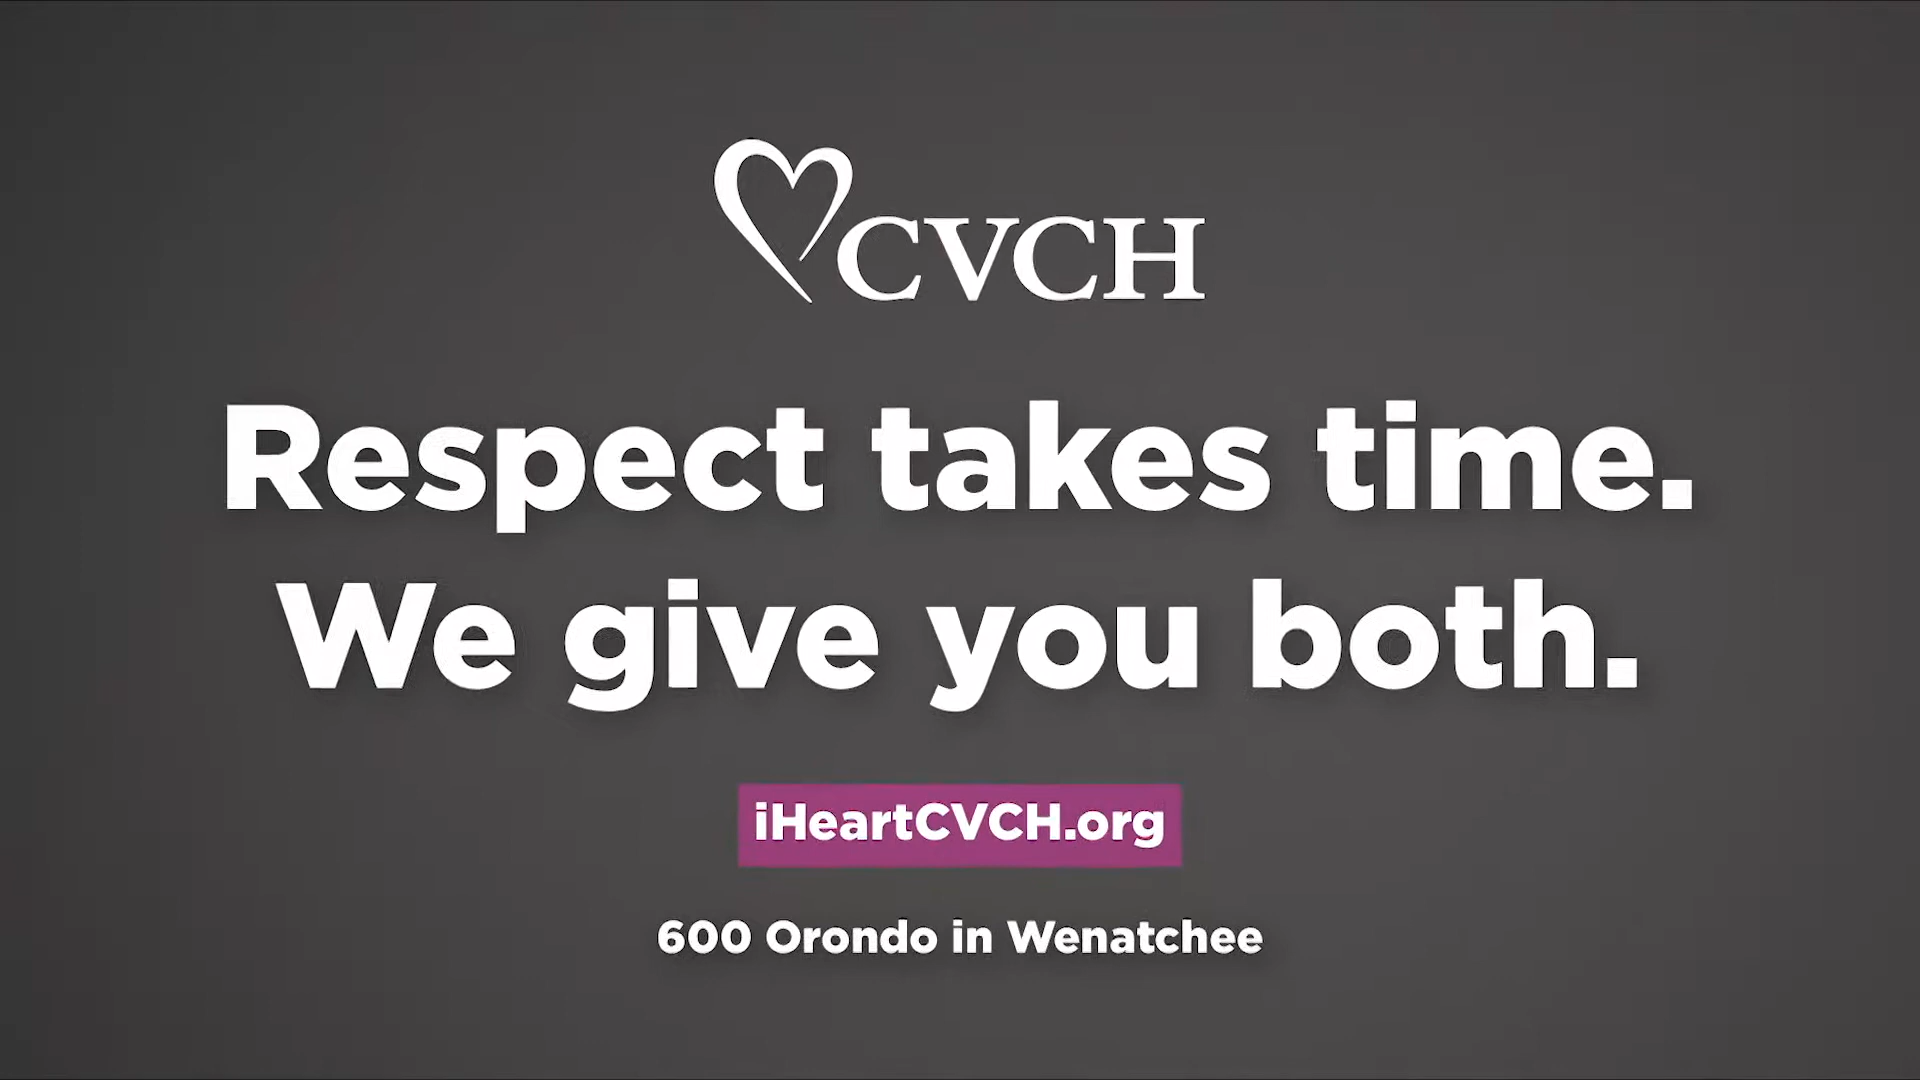 CVCH
Respect takes time.
We give you both.
iHeartCVCH.org
600 Orondo in Wenatchee